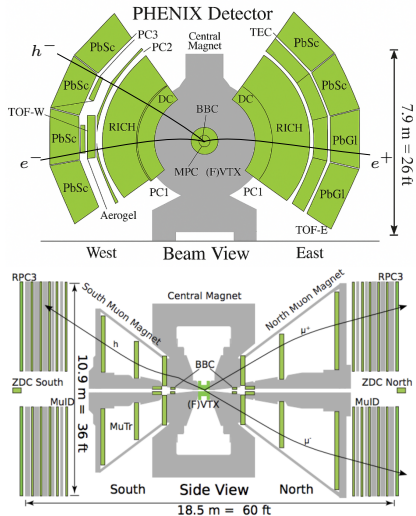 PHENIX Detector
PC3
PC2
Central
Magnet
TEC
PbSc
PbSc
h−
PbSc
PbSc
DC
DC
BBC
TOF-W
RICH
RICH
PbSc
PbGl
e−
e+
MPC
(F)VTX
PbSc
PbGl
PC1
PC1
Aerogel
TOF-E
7.9 m=26 ft
West
Beam View
East
RPC3
RPC3
South Muon Magnet
Central Magnet
North Muon Magnet
h
μ+
BBC
ZDC South
ZDC North
MuID
MuID
(F)VTX
MuTr
μ-
10.9 m = 36 ft
South
Side View
North
18.5 m = 60 ft